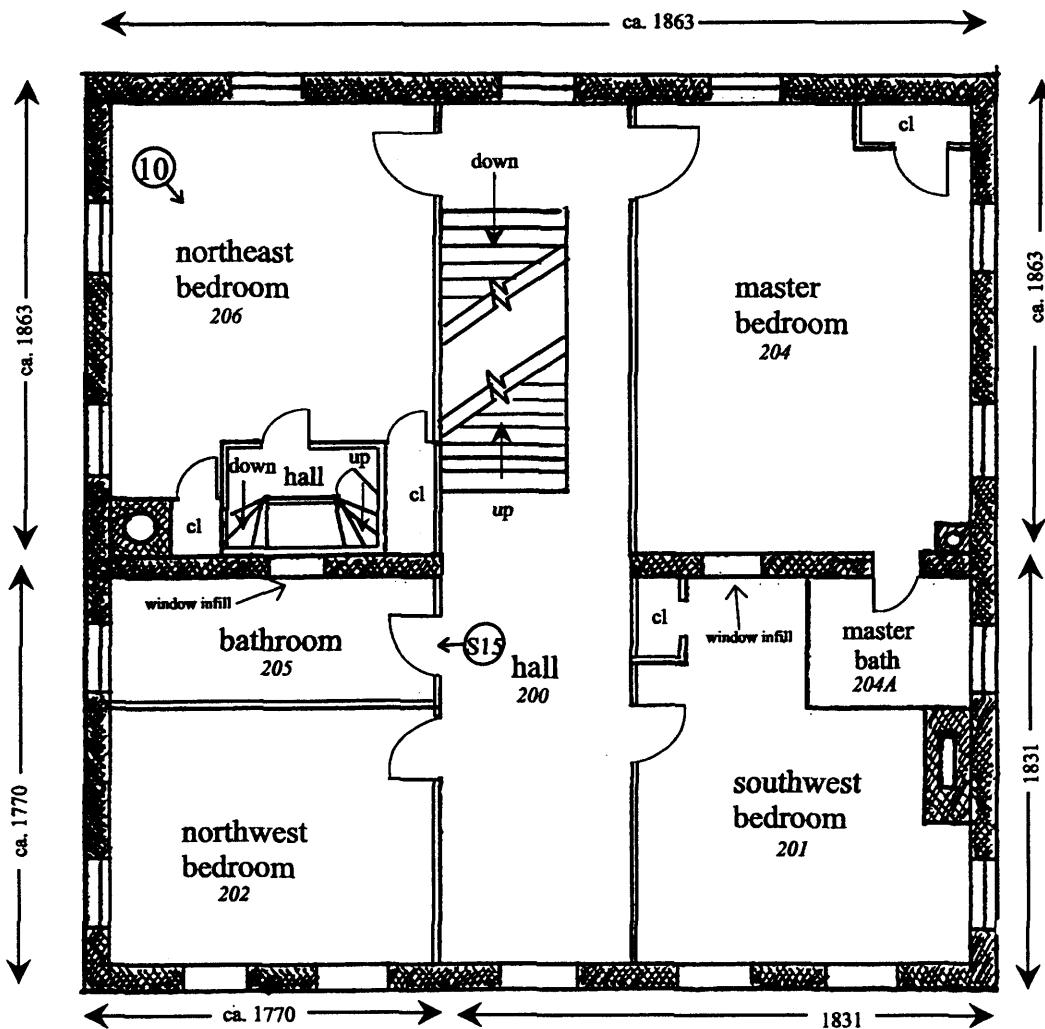 ca. 1863
cl
down
10
northeast
bedroom
206
master
bedroom
204
ca. 1863
ca. 1863
down
hall
up
cl
cl
up
window infill
bathroom
205
S15
hall
200
cl
window infill
master
bath
204A
ca. 1770
1831
northwest
bedroom
202
southwest
bedroom
201
ca. 1770
1831